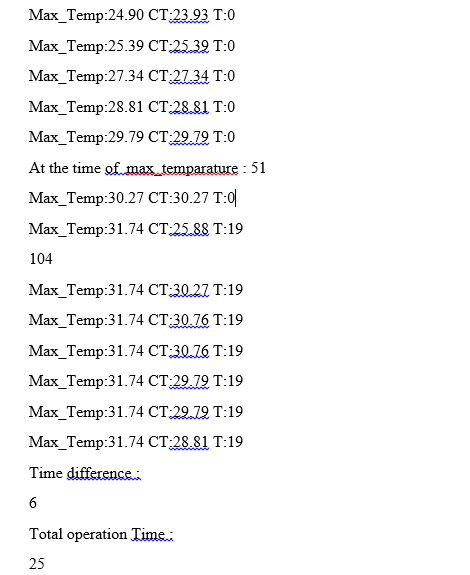 Max_Temp:24.90 CT:23.93 T:0
Max_Temp:25.39 CT:25.39 T:0
Max_Temp:27.34 CT:27.34 T:0
Max_Temp:28.81 CT:28.81 T:0
Max_Temp:29.79 CT:29.79 T:0
At the time of max_temparature : 51
Max_Temp:30.27 CT:30.27 T:0
Max_Temp:31.74 CT:25.88 T:19
104
Max_Temp:31.74 CT:30.27 T:19
Max_Temp:31.74 CT:30.76 T:19
Max_Temp:31.74 CT:30.76 T:19
Max_Temp:31.74 CT:29.79 T:19
Max_Temp:31.74 CT:29.79 T:19
Max_Temp:31.74 CT:28.81 T:19
Time difference :
6
Total operation Time :
25